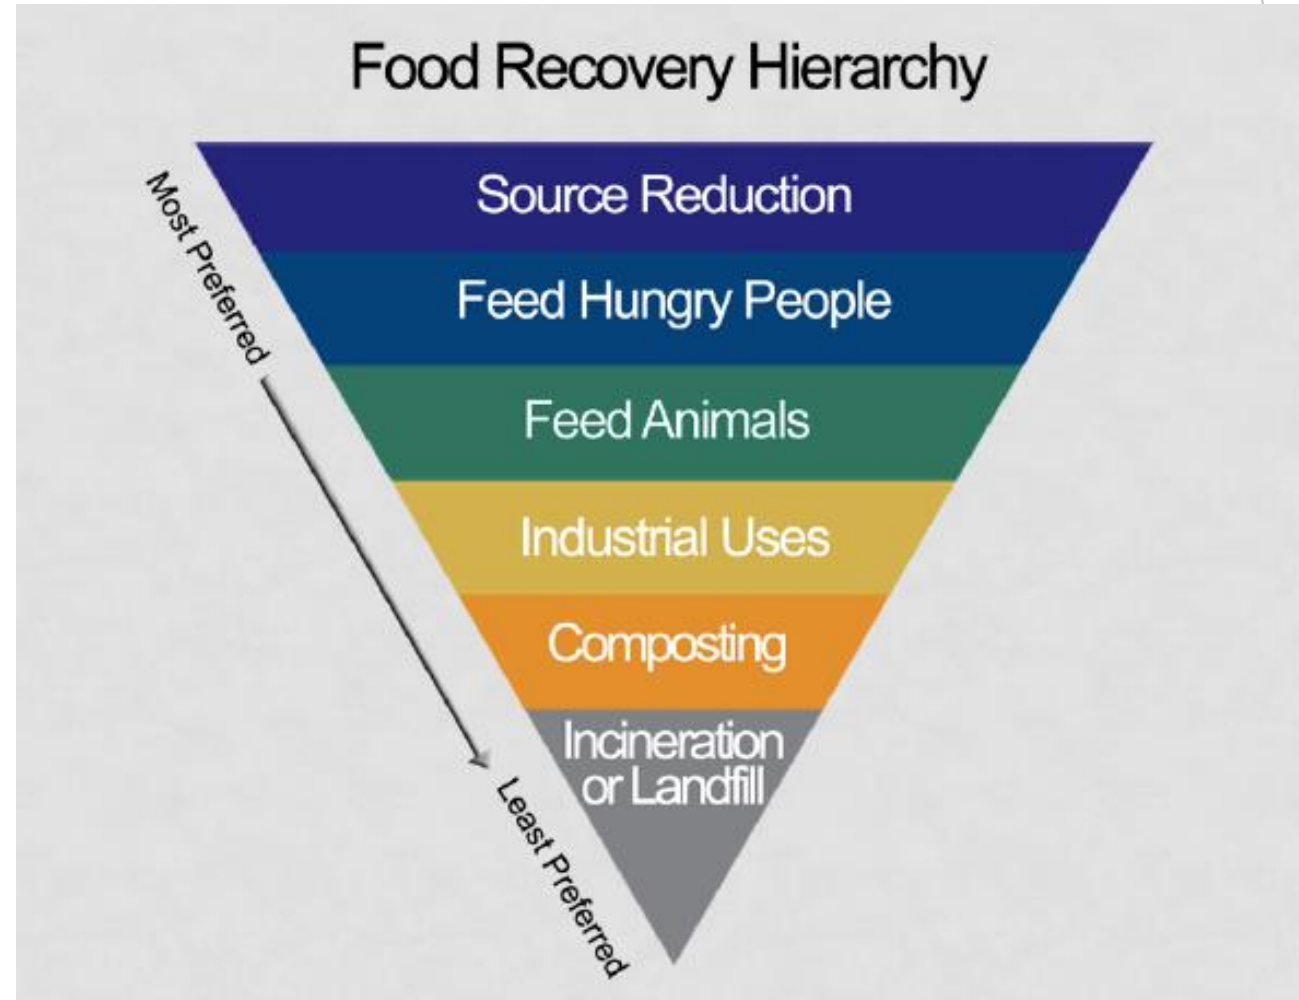 Food Recovery Hierarchy
Most Preferred
Source Reduction
Feed Hungry People
Feed Animals
Industrial Uses
Composting
Incineration
or Landfill
Least Preferred